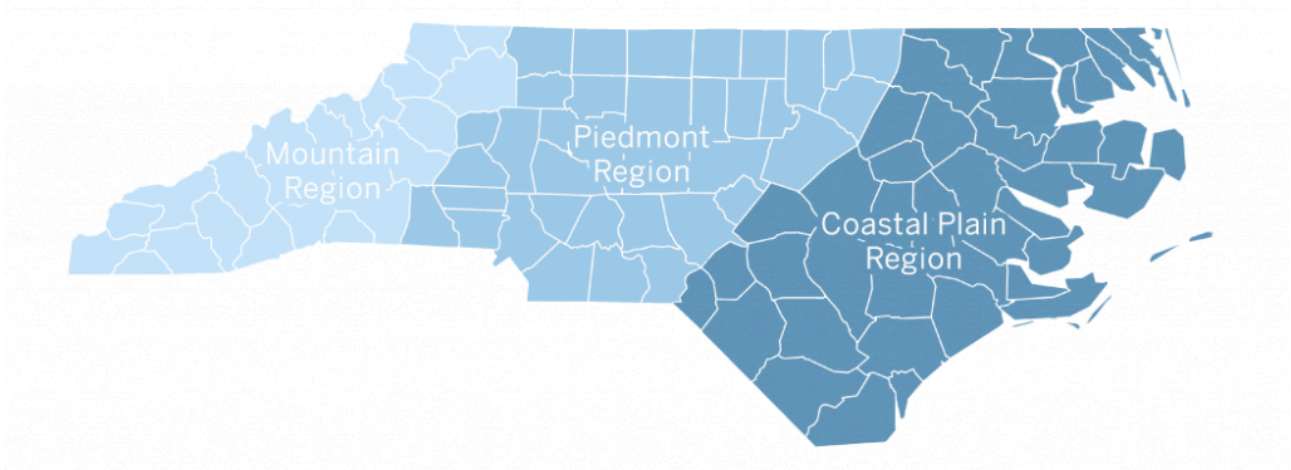 Mountain
Region
Piedmont
Region
Coastal Plain
Region